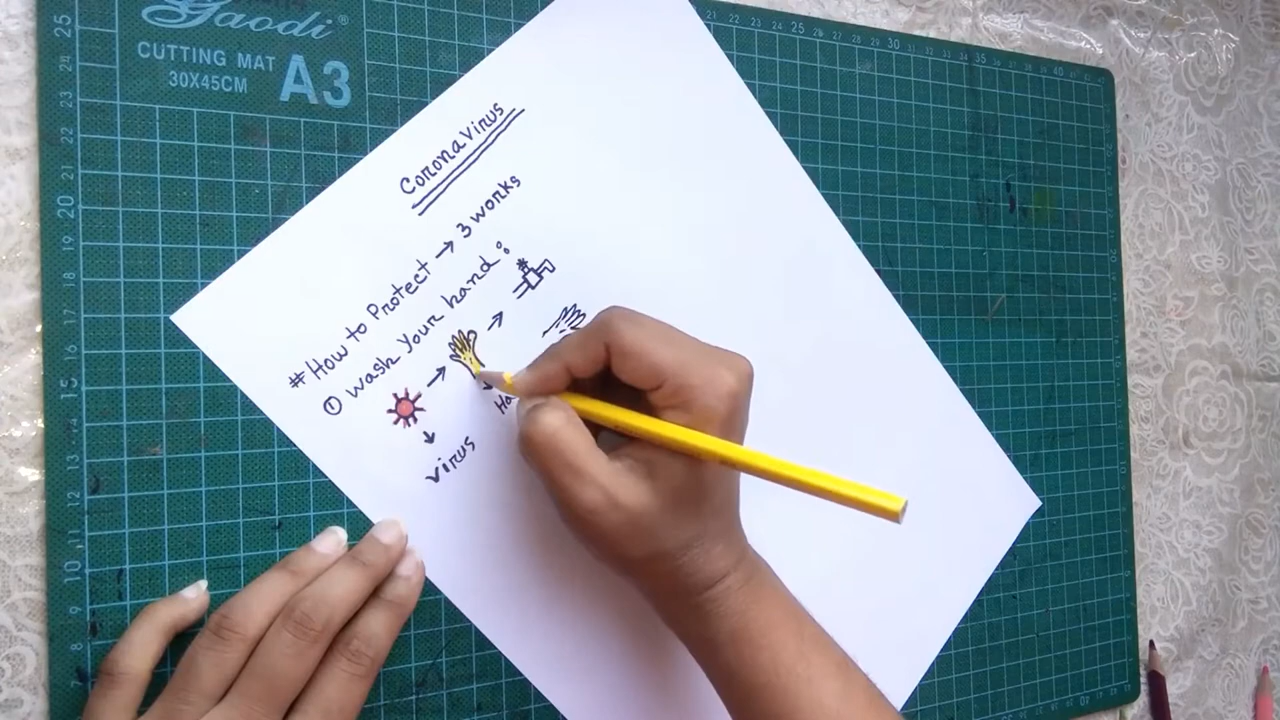 Gaodi®
CUTTING MAT
30X45CM
A3
Corona Virus
# How to Protect → 3 works
① wash Your hand:
virus